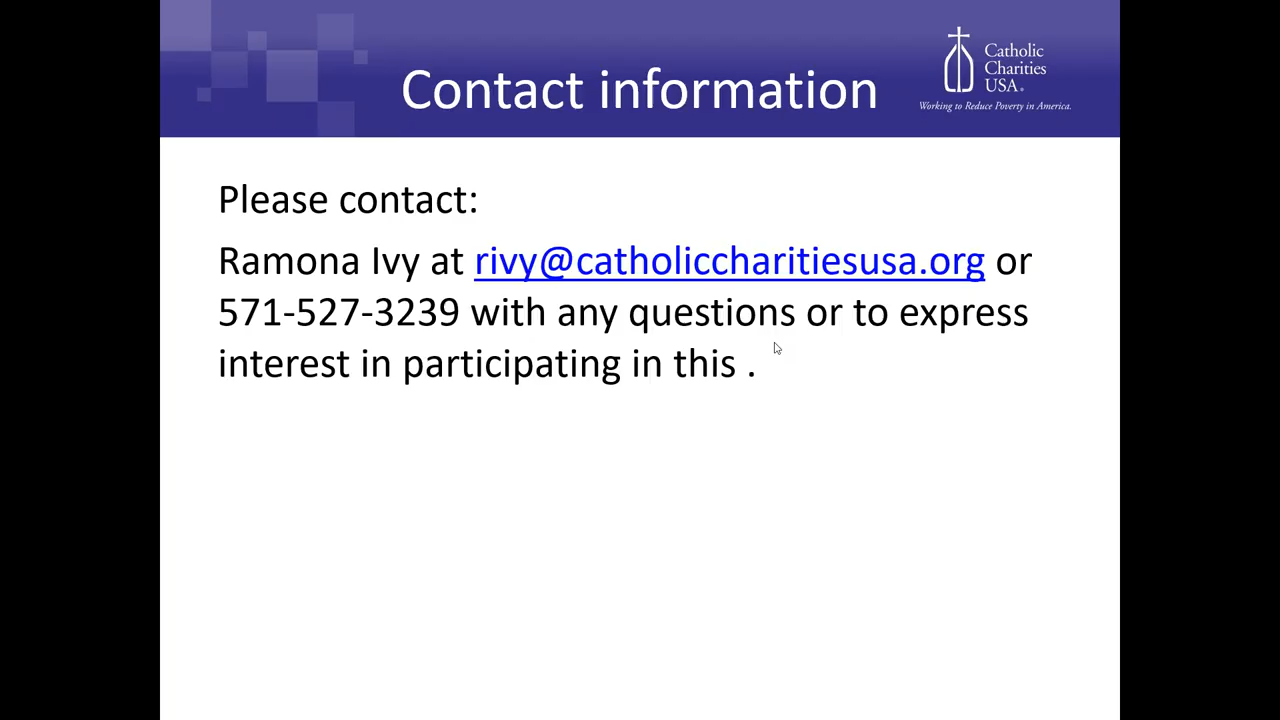 Contact information
Catholic
Charities
USA®
Working to Reduce Poverty in America.
Please contact:
Ramona Ivy at rivy@catholiccharitiesusa.org or
571-527-3239 with any questions or to express
interest in participating in this .